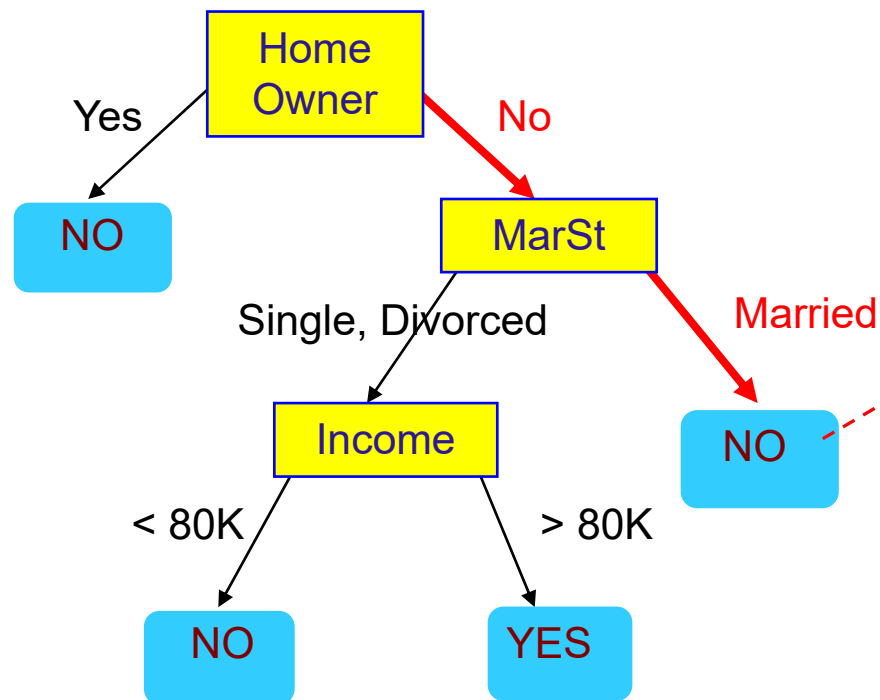 Home
Owner
Yes
No
NO
MarSt
Single, Divorced
Married
Income
NO
< 80K
> 80K
NO
YES